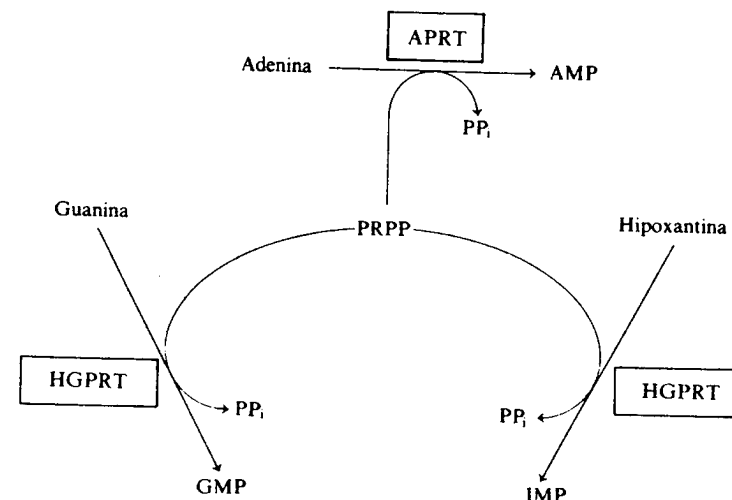 APRT
Adenina
AMP
PPi
Guanina
PRPP
Hipoxantina
HGPRT
PPi
PPi
HGPRT
GMP
IMP